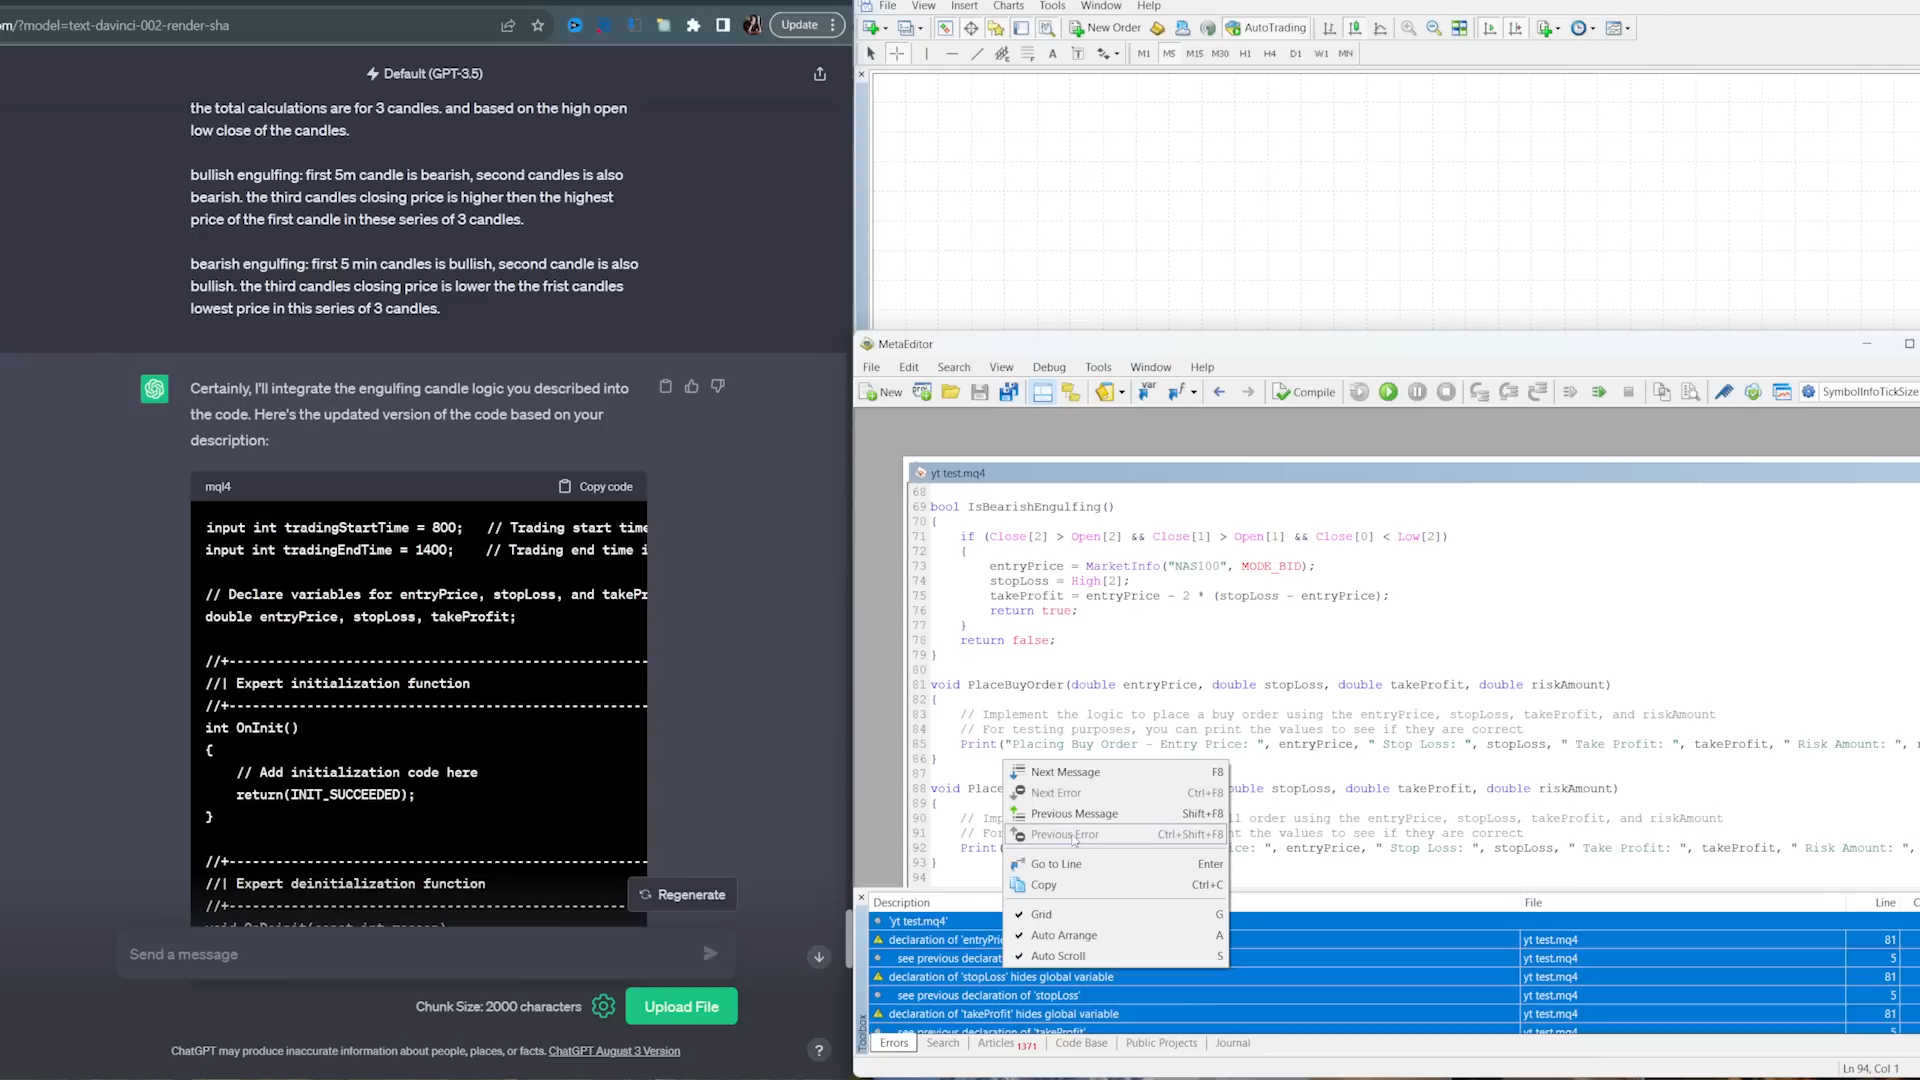 om/?model=text-davinci-002-render-sha
Update
Default (GPT-3.5)
the total calculations are for 3 candles. and based on the high open
low close of the candles.
bullish engulfing: first 5m candle is bearish, second candles is also
bearish. the third candles closing price is higher then the highest
price of the first candle in these series of 3 candles.
bearish engulfing: first 5 min candles is bullish, second candle is also
bullish. the third candles closing price is lower the the frist candles
lowest price in this series of 3 candles.
Certainly, I'll integrate the engulfing candle logic you described into
the code. Here's the updated version of the code based on your
description:
mql4
Copy code
input int tradingStartTime = 800;   // Trading start time
input int tradingEndTime = 1400;    // Trading end time i
// Declare variables for entryPrice, stopLoss, and takePr
double entryPrice, stopLoss, takeProfit;
//+------------------------------------------------------
//| Expert initialization function
//+------------------------------------------------------
int OnInit()
{
// Add initialization code here
return(INIT_SUCCEEDED);
}
//+------------------------------------------------------
//| Expert deinitialization function
//+------------------------------------------------------
Regenerate
Send a message
Chunk Size: 2000 characters
Upload File
ChatGPT may produce inaccurate information about people, places, or facts. ChatGPT August 3 Version
?
File Edit View Insert Charts Tools Window Help
New Order
AutoTrading
A T M1 M5 M15 M30 H1 H4 D1 W1 MN
MetaEditor
File Edit Search View Debug Tools Window Help
New
Compile
SymbolInfoTickSize
yt test.mq4
68
69 bool IsBearishEngulfing()
70 {
71 if (Close[2] > Open[2] && Close[1] > Open[1] && Close[0] < Low[2])
72 {
73 entryPrice = MarketInfo("NAS100", MODE_BID);
74 stopLoss = High[2];
75 takeProfit = entryPrice - 2 * (stopLoss - entryPrice);
76 return true;
77 }
78 return false;
79 }
80
81 void PlaceBuyOrder(double entryPrice, double stopLoss, double takeProfit, double riskAmount)
82 {
83 // Implement the logic to place a buy order using the entryPrice, stopLoss, takeProfit, and riskAmount
84 // For testing purposes, you can print the values to see if they are correct
85 Print("Placing Buy Order - Entry Price: ", entryPrice, " Stop Loss: ", stopLoss, " Take Profit: ", takeProfit, " Risk Amount: ", r
86 }
87
88 void Place ouble stopLoss, double takeProfit, double riskAmount)
89 {
90 // Imp ll order using the entryPrice, stopLoss, takeProfit, and riskAmount
91 // For nt the values to see if they are correct
92 Print( ce: ", entryPrice, " Stop Loss: ", stopLoss, " Take Profit: ", takeProfit, " Risk Amount: ",
93 }
94
Next Message F8
Next Error Ctrl+F8
Previous Message Shift+F8
Previous Error Ctrl+Shift+F8
Go to Line Enter
Copy Ctrl+C
Grid G
Auto Arrange A
Auto Scroll S
Description File Line C
'yt test.mq4'
declaration of 'entryPri yt test.mq4 81
see previous declarat yt test.mq4 5
declaration of 'stopLoss' hides global variable yt test.mq4 81
see previous declaration of 'stopLoss' yt test.mq4 5
declaration of 'takeProfit' hides global variable yt test.mq4 81
see previous declaration of 'takeProfit' yt test.mq4 5
Toolbox
Errors Search Articles 1371 Code Base Public Projects Journal
Ln 94, Col 1